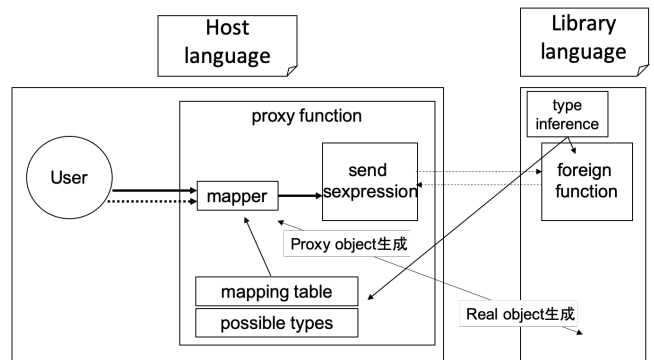 Host
language
Library
language
proxy function
type
inference
User
mapper
send
sexpression
foreign
function
Proxy object生成
mapping table
possible types
Real object生成